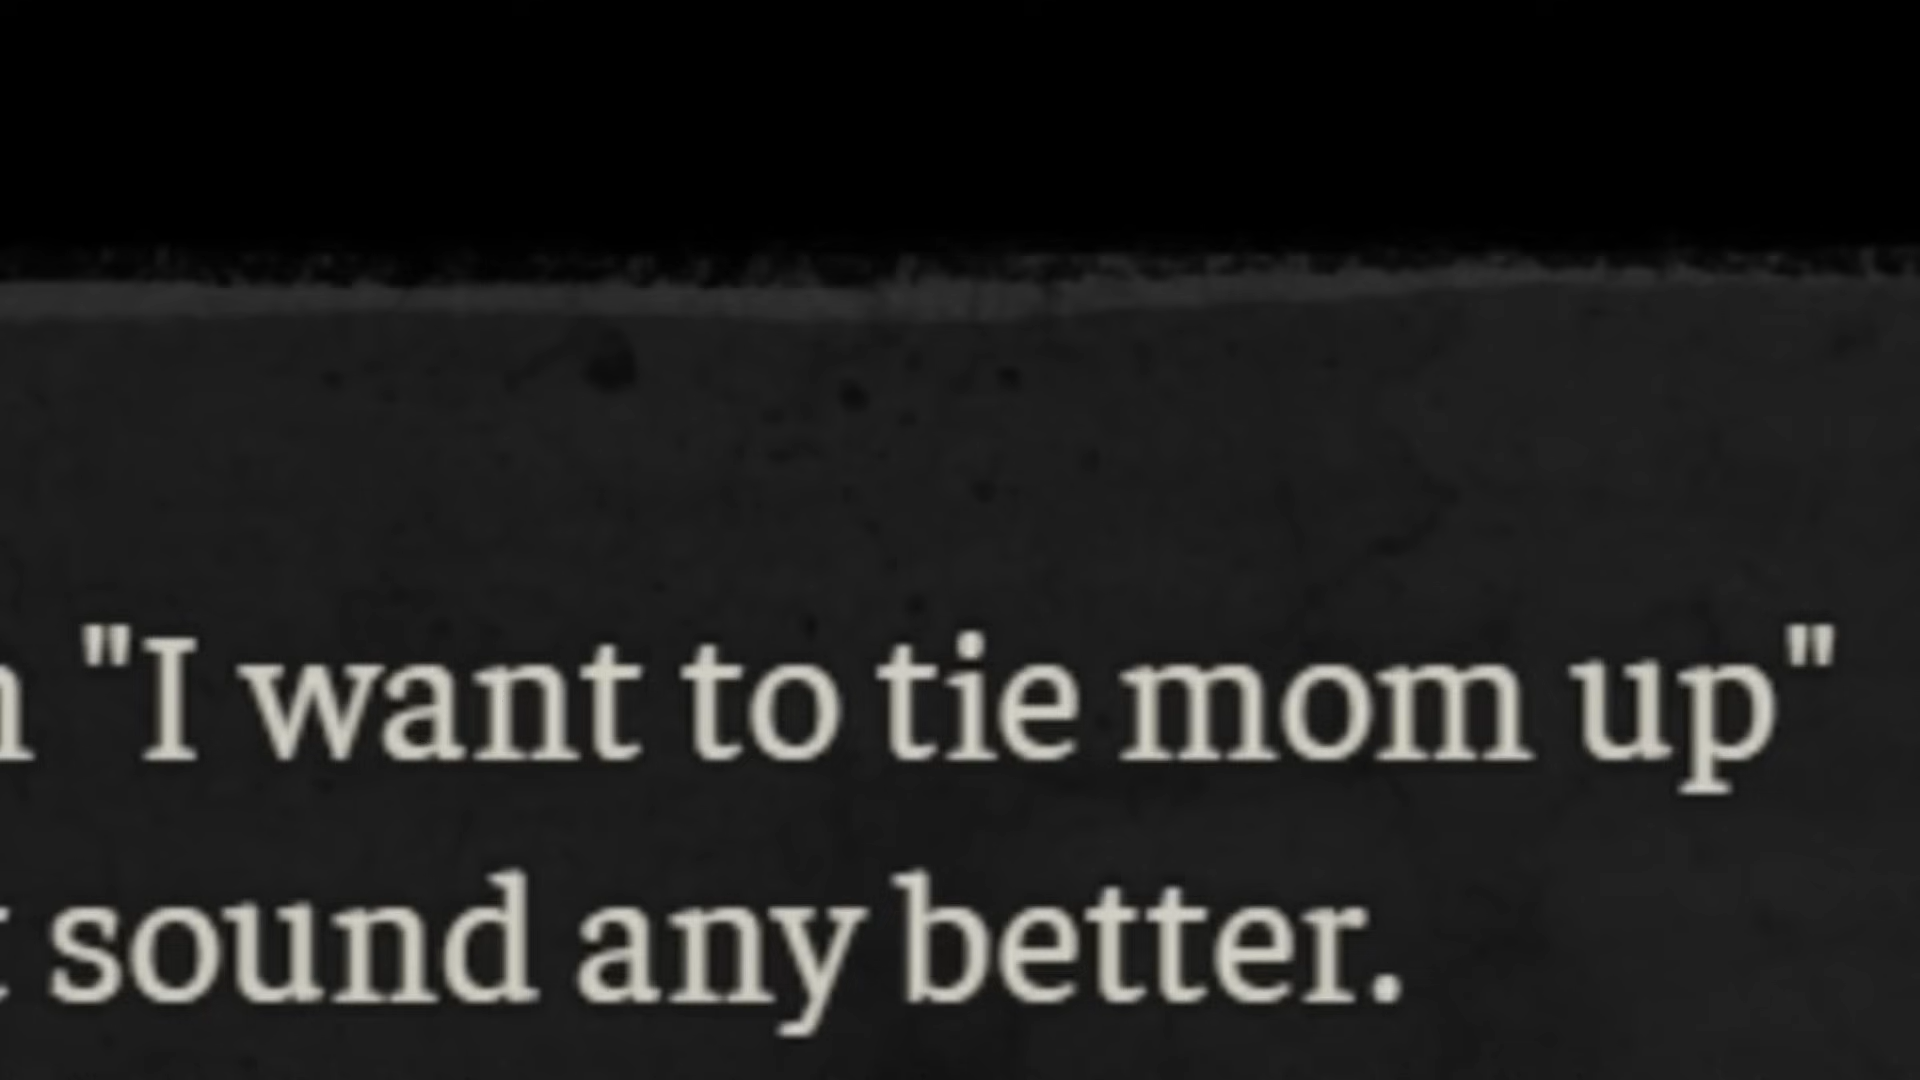 "I want to tie mom up"
sound any better.